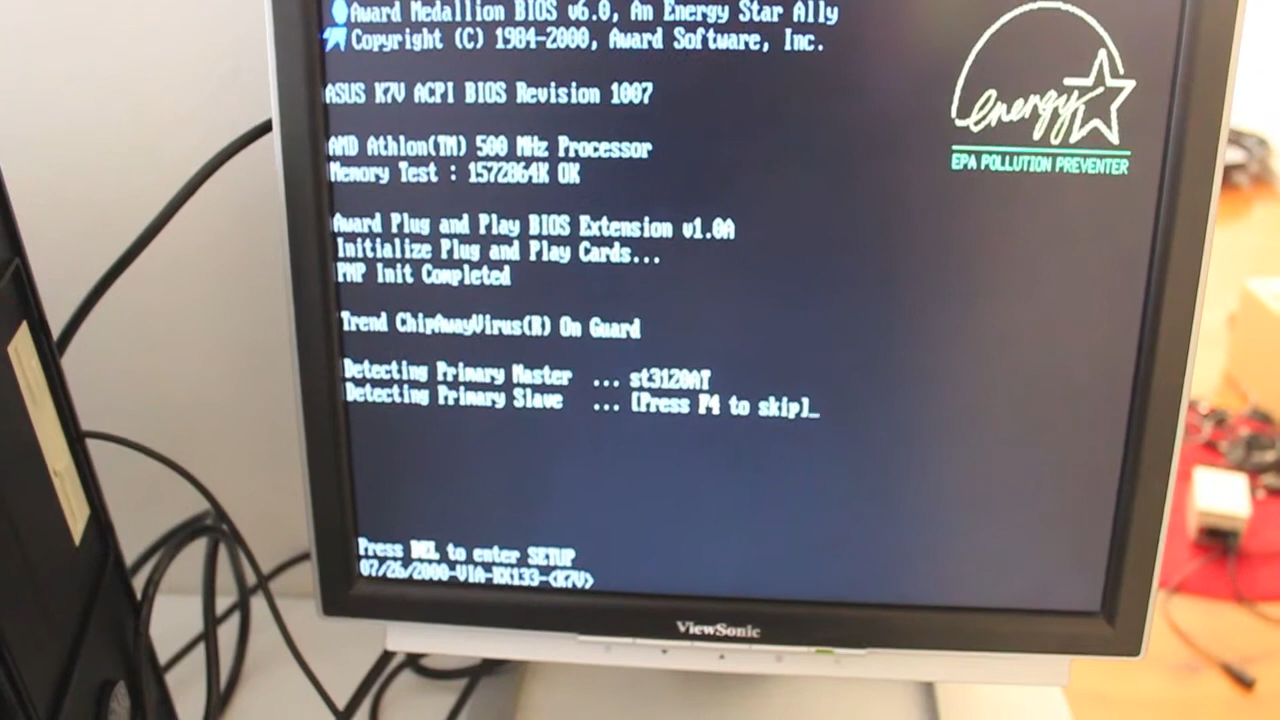 Award Medallion BIOS v6.0, An Energy Star Ally
Copyright (C) 1984-2000, Award Software, Inc.
energy
EPA POLLUTION PREVENTER
ASUS K7V ACPI BIOS Revision 1007
AMD Athlon(TM) 500 MHz Processor
Memory Test : 1572864K OK
Award Plug and Play BIOS Extension v1.0A
Initialize Plug and Play Cards...
PNP Init Completed
Trend ChipAwayVirus(R) On Guard
Detecting Primary Master ... st3120AT
Detecting Primary Slave ... [Press F4 to skip]_
Press DEL to enter SETUP
07/26/2000-VIA-KX133-<K7V>
ViewSonic